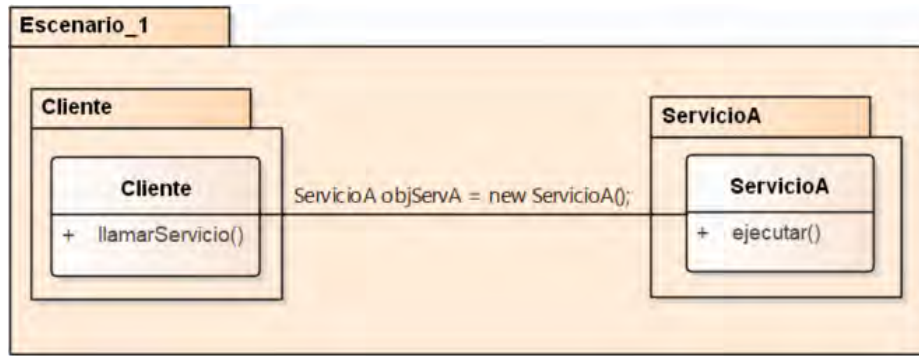 Escenario_1
Cliente
ServicioA
Cliente
ServicioA objServA = new ServicioA();
ServicioA
+ llamarServicio()
+ ejecutar()